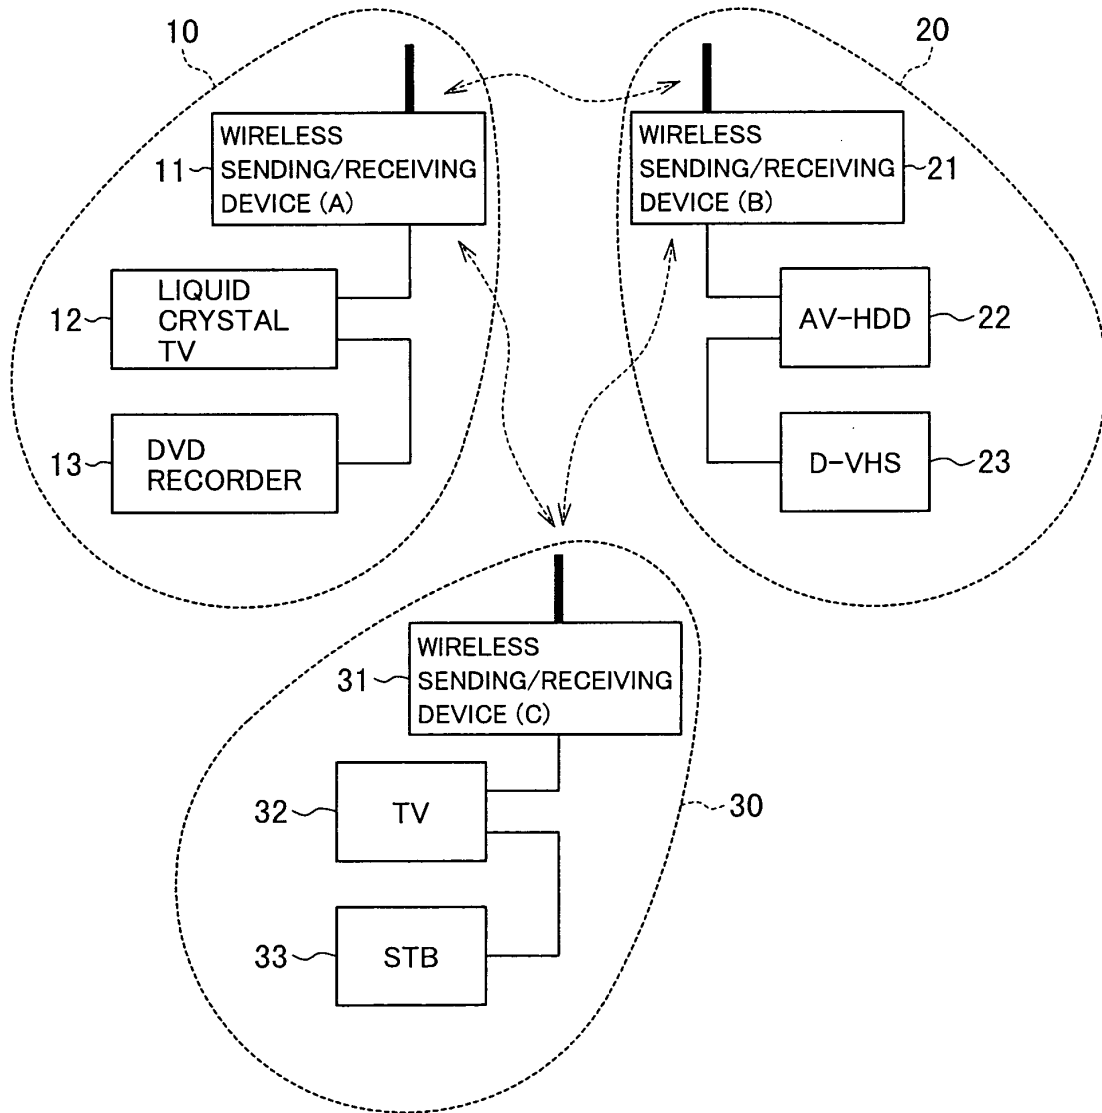 10
WIRELESS
SENDING/RECEIVING
DEVICE (A)
11
LIQUID
CRYSTAL
TV
12
DVD
RECORDER
13
20
WIRELESS
SENDING/RECEIVING
DEVICE (B)
21
AV-HDD
22
D-VHS
23
WIRELESS
SENDING/RECEIVING
DEVICE (C)
31
TV
32
30
STB
33